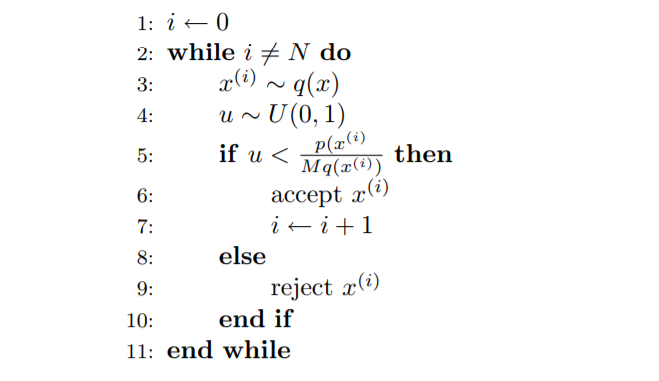 1: i ← 0
2: while i ≠ N do
3: x^(i) ∼ q(x)
4: u ∼ U(0, 1)
5: if u < p(x^(i) / Mq(x^(i)) then
6: accept x^(i)
7: i ← i + 1
8: else
9: reject x^(i)
10: end if
11: end while